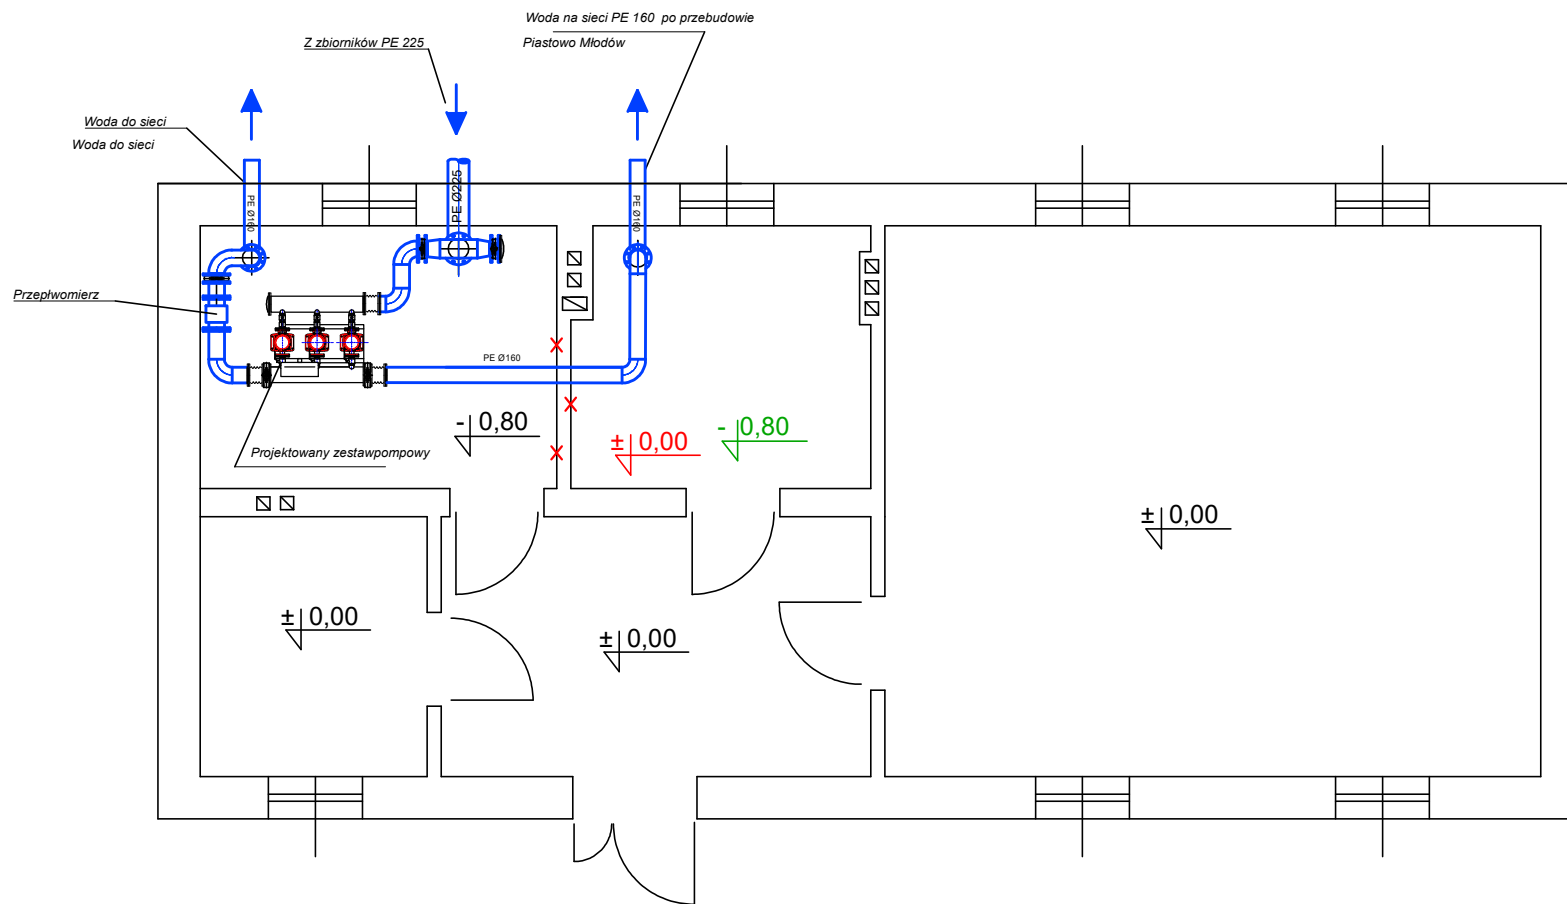 Woda na sieci PE 160 po przebudowie
Piastowo Młodów
Z zbiorników PE 225
Woda do sieci
Woda do sieci
PE Ø160
PE Ø225
PE Ø160
Przepłwomierz
PE Ø160
- 0,80
± 0,00
- 0,80
Projektowany zestawpompowy
± 0,00
± 0,00
± 0,00